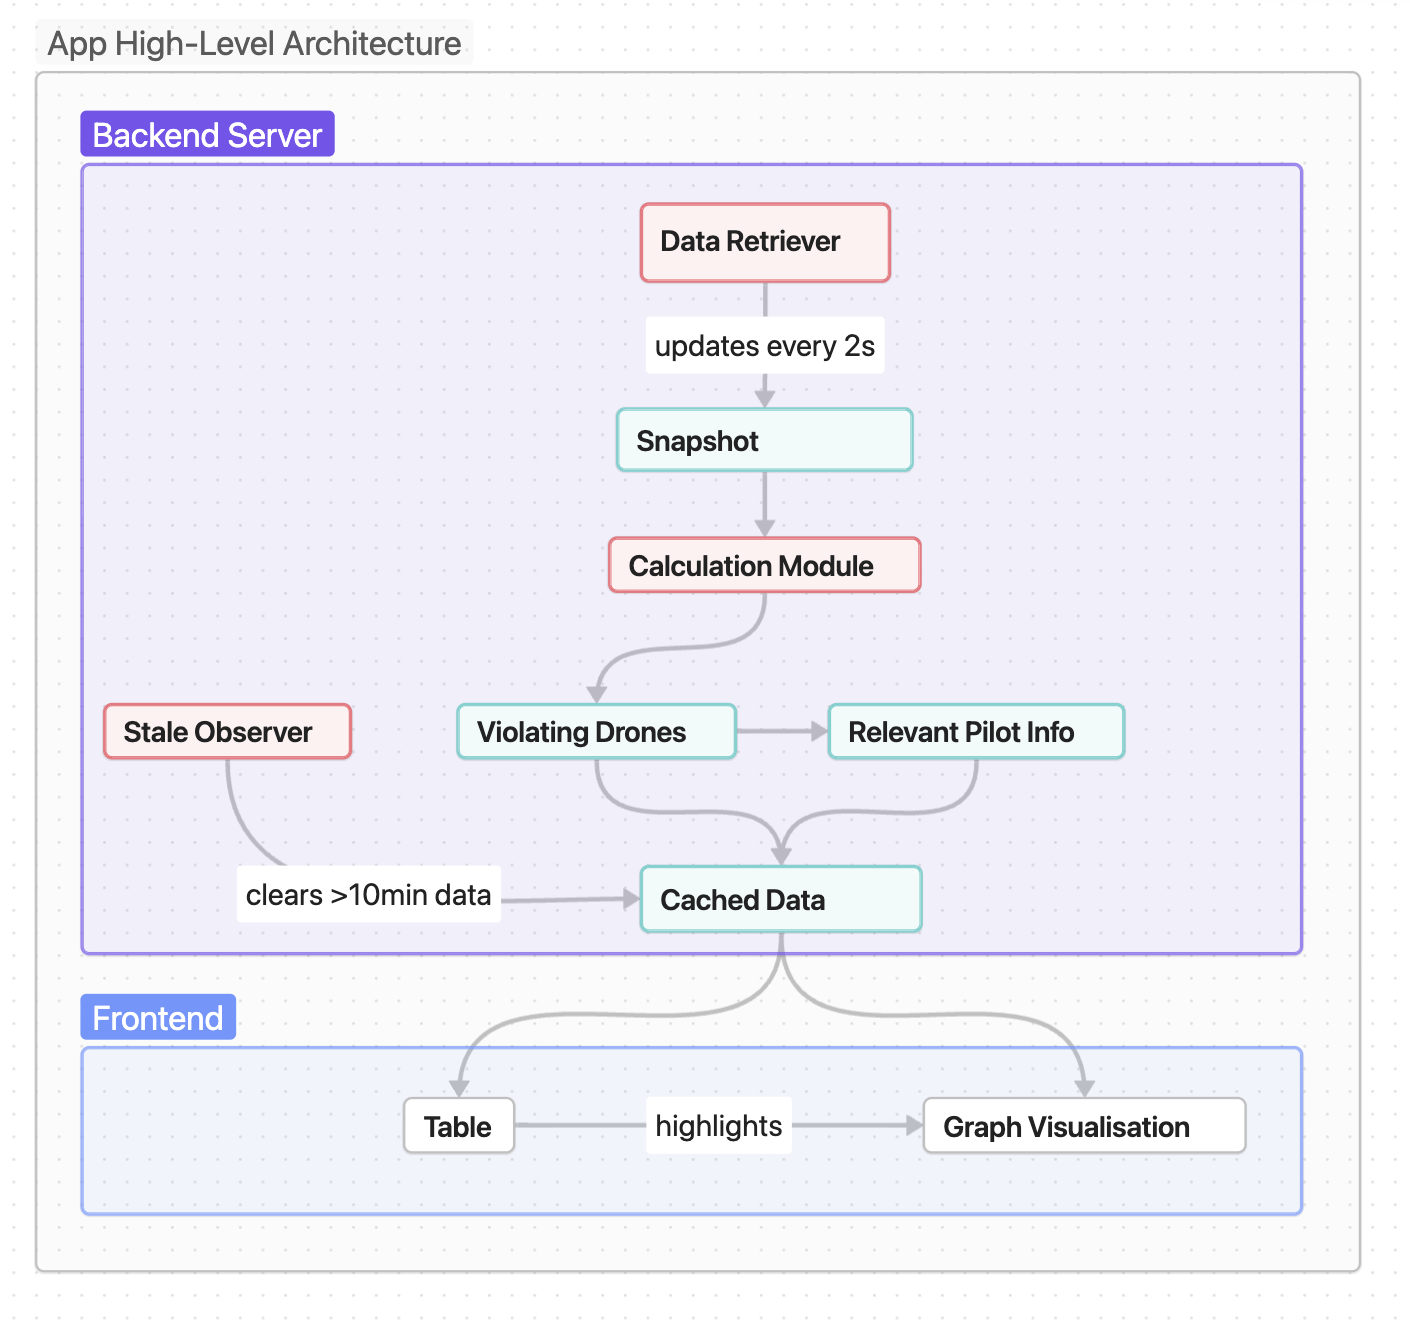 App High-Level Architecture
Backend Server
Data Retriever
updates every 2s
Snapshot
Calculation Module
Stale Observer
Violating Drones
Relevant Pilot Info
clears >10min data
Cached Data
Frontend
Table
highlights
Graph Visualisation